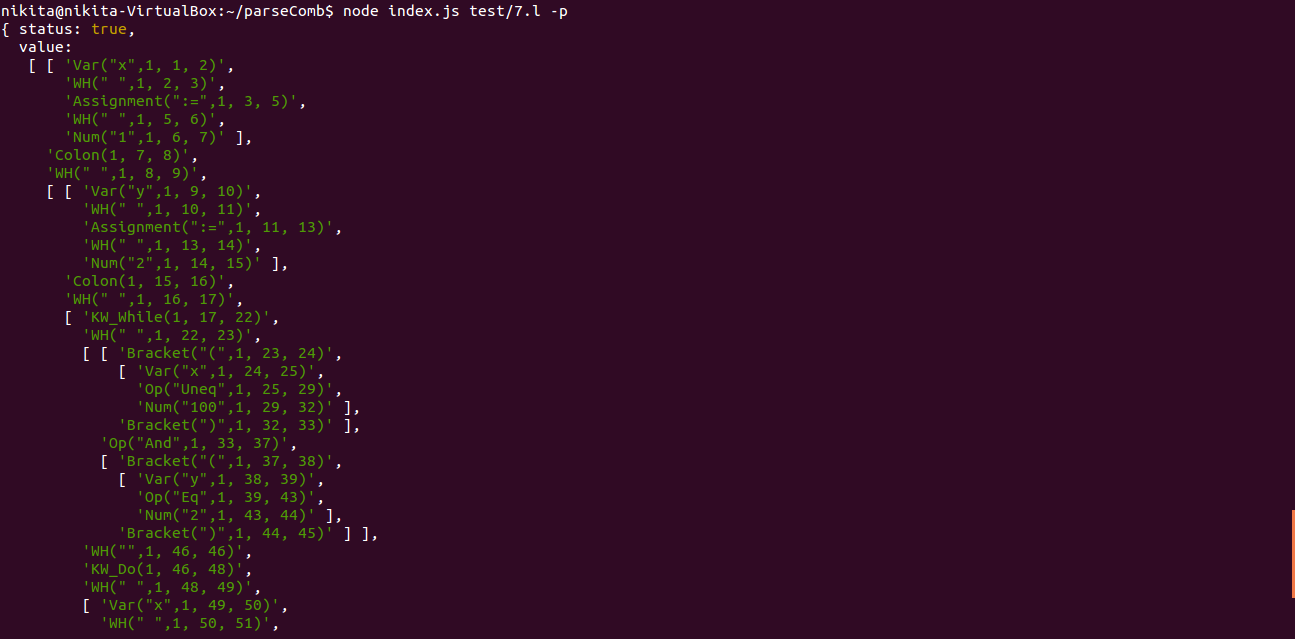 nikita@nikita-VirtualBox:~/parseComb$ node index.js test/7.l -p
{ status: true,
  value:
   [ [ 'Var("x",1, 1, 2)',
       'WH(" ",1, 2, 3)',
       'Assignment(":=",1, 3, 5)',
       'WH(" ",1, 5, 6)',
       'Num("1",1, 6, 7)' ],
     'Colon(1, 7, 8)',
     'WH(" ",1, 8, 9)',
     [ [ 'Var("y",1, 9, 10)',
         'WH(" ",1, 10, 11)',
         'Assignment(":=",1, 11, 13)',
         'WH(" ",1, 13, 14)',
         'Num("2",1, 14, 15)' ],
       'Colon(1, 15, 16)',
       'WH(" ",1, 16, 17)',
       [ 'KW_While(1, 17, 22)',
         'WH(" ",1, 22, 23)',
         [ [ 'Bracket("(",1, 23, 24)',
             [ 'Var("x",1, 24, 25)',
               'Op("Uneq",1, 25, 29)',
               'Num("100",1, 29, 32)' ],
             'Bracket(")",1, 32, 33)' ],
           'Op("And",1, 33, 37)',
           [ 'Bracket("(",1, 37, 38)',
             [ 'Var("y",1, 38, 39)',
               'Op("Eq",1, 39, 43)',
               'Num("2",1, 43, 44)' ],
             'Bracket(")",1, 44, 45)' ] ],
         'WH("",1, 46, 46)',
         'KW_Do(1, 46, 48)',
         'WH(" ",1, 48, 49)',
         [ 'Var("x",1, 49, 50)',
           'WH(" ",1, 50, 51)',